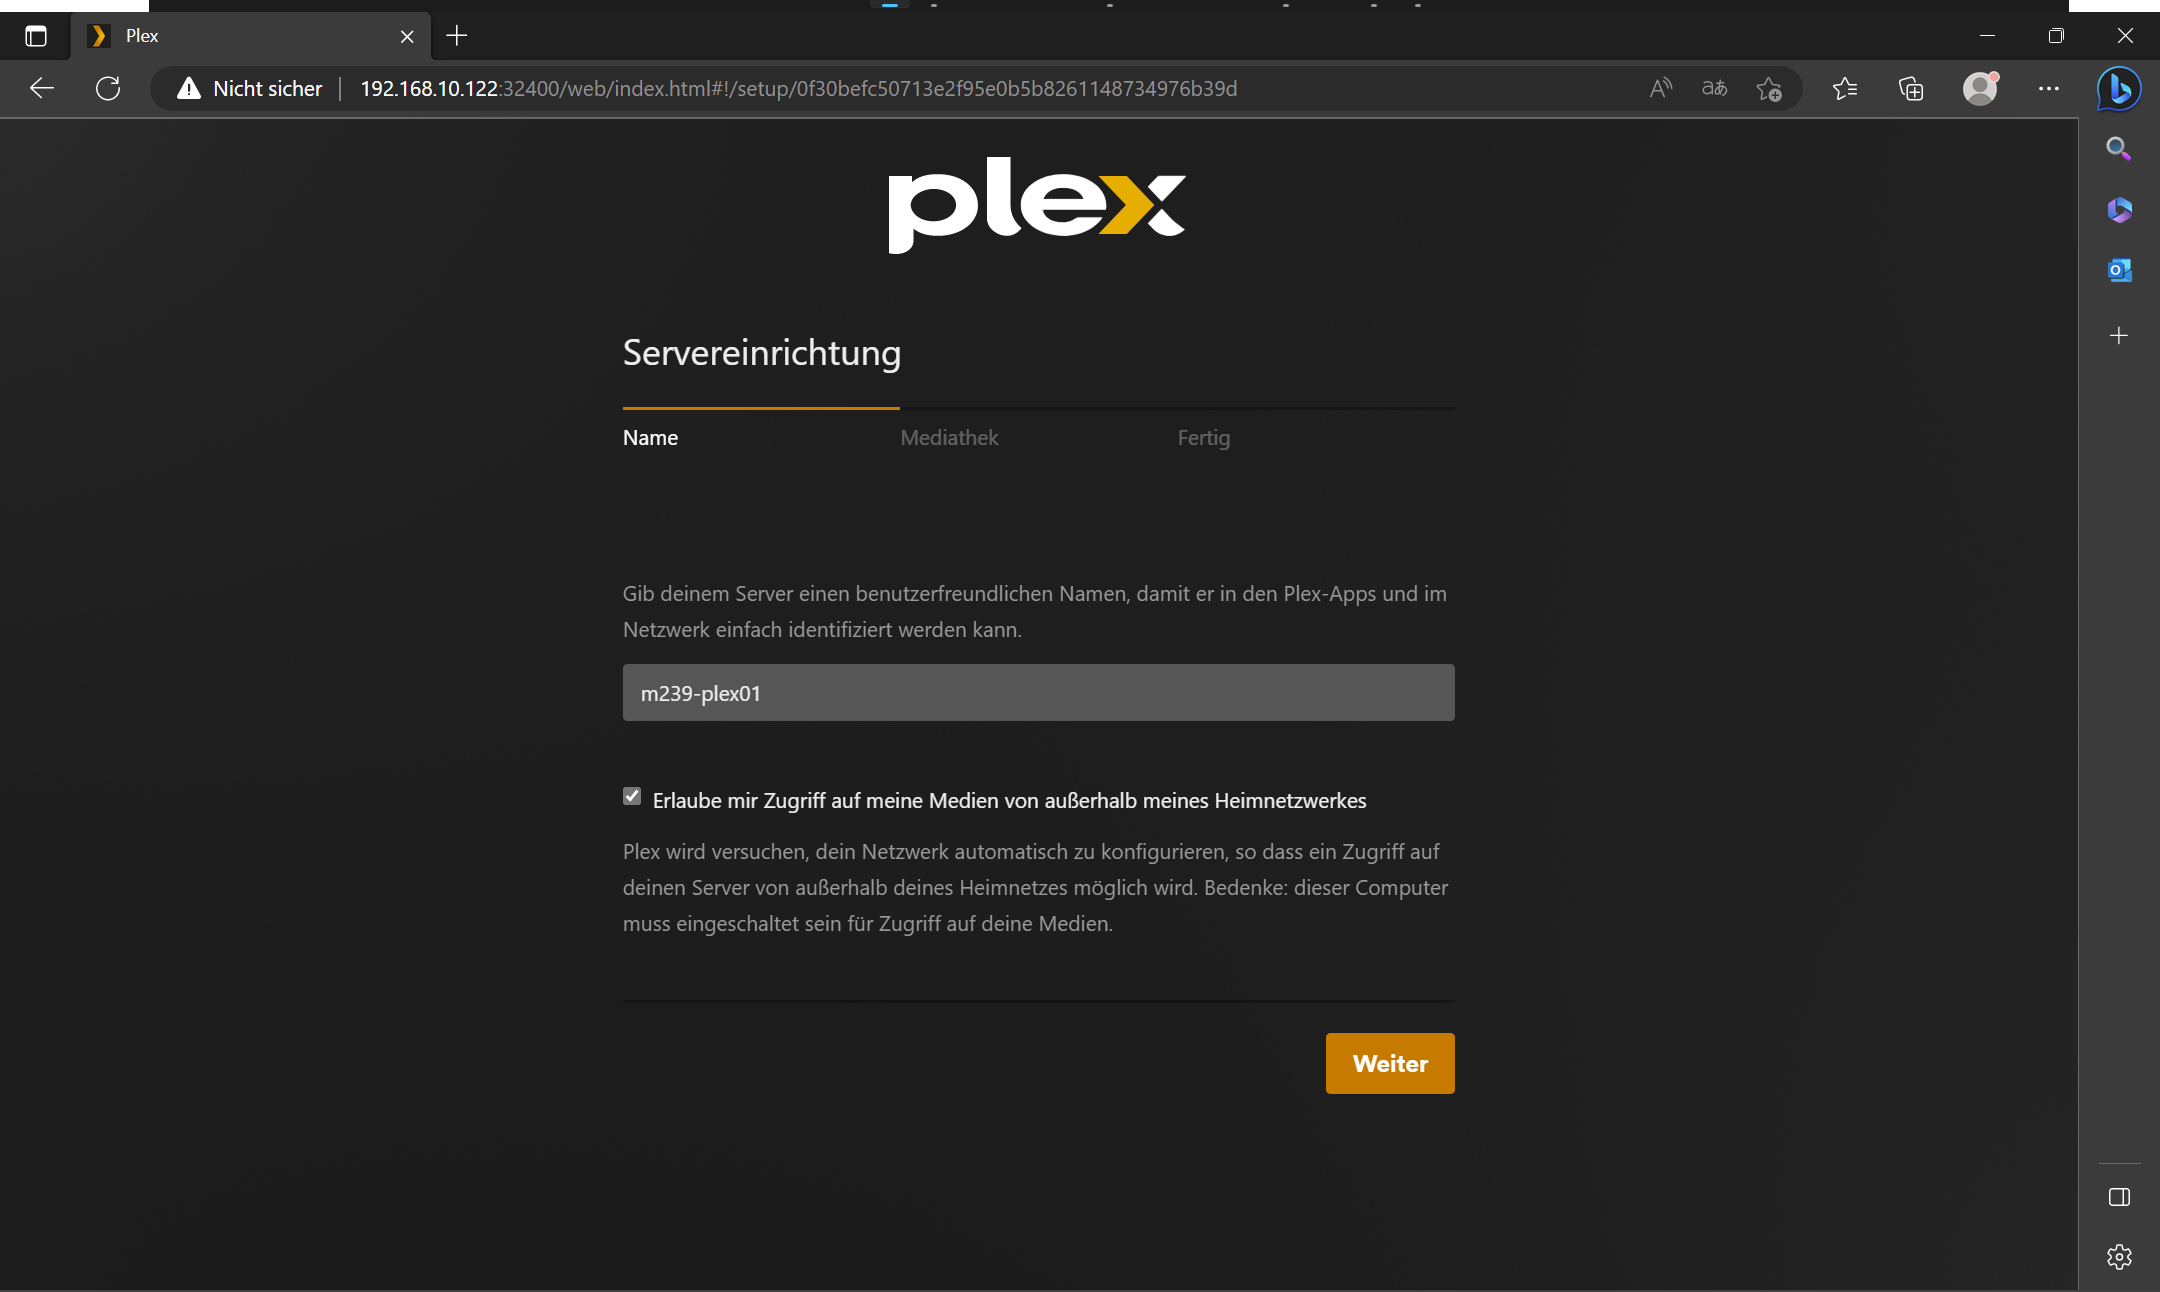 Plex
Nicht sicher
192.168.10.122:32400/web/index.html#!/setup/0f30befc50713e2f95e0b5b8261148734976b39d
plex
Servereinrichtung
Name
Mediathek
Fertig
Gib deinem Server einen benutzerfreundlichen Namen, damit er in den Plex-Apps und im
Netzwerk einfach identifiziert werden kann.
m239-plex01
Erlaube mir Zugriff auf meine Medien von außerhalb meines Heimnetzwerkes
Plex wird versuchen, dein Netzwerk automatisch zu konfigurieren, so dass ein Zugriff auf
deinen Server von außerhalb deines Heimnetzes möglich wird. Bedenke: dieser Computer
muss eingeschaltet sein für Zugriff auf deine Medien.
Weiter